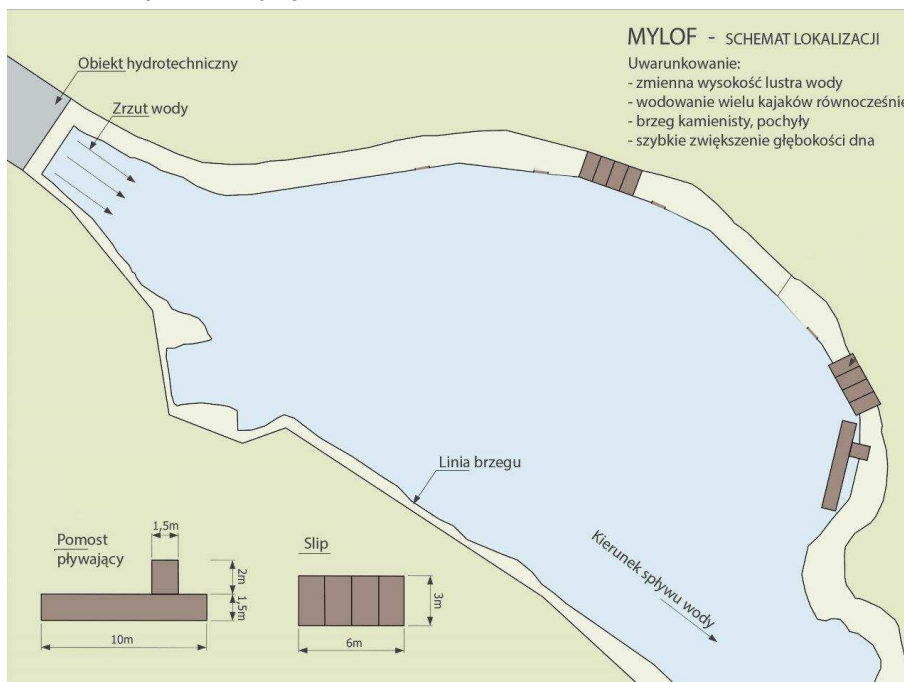 MYLOF - SCHEMAT LOKALIZACJI
Uwarunkowanie:
- zmienna wysokość lustra wody
- wodowanie wielu kajaków równocześnie
- brzeg kamienisty, pochyły
- szybkie zwiększenie głębokości dna
Obiekt hydrotechniczny
Zrzut wody
Linia brzegu
Kierunek spływu wody
Pomost
pływający
1,5m
2m
1,5m
10m
Slip
3m
6m